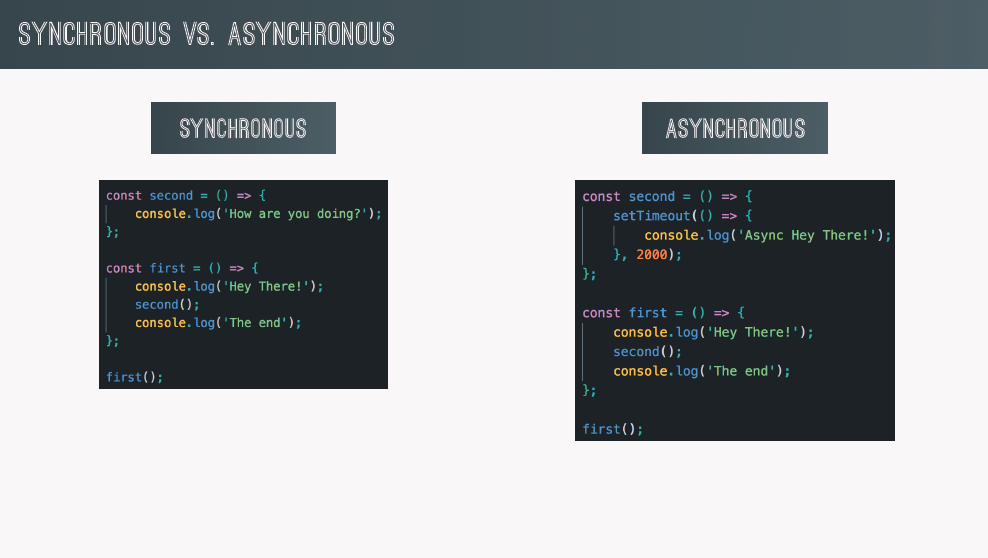 SYNCHRONOUS VS. ASYNCHRONOUS
SYNCHRONOUS
const second = () => {
    console.log('How are you doing?');
};

const first = () => {
    console.log('Hey There!');
    second();
    console.log('The end');
};

first();
ASYNCHRONOUS
const second = () => {
    setTimeout(() => {
        console.log('Async Hey There!');
    }, 2000);
};

const first = () => {
    console.log('Hey There!');
    second();
    console.log('The end');
};

first();